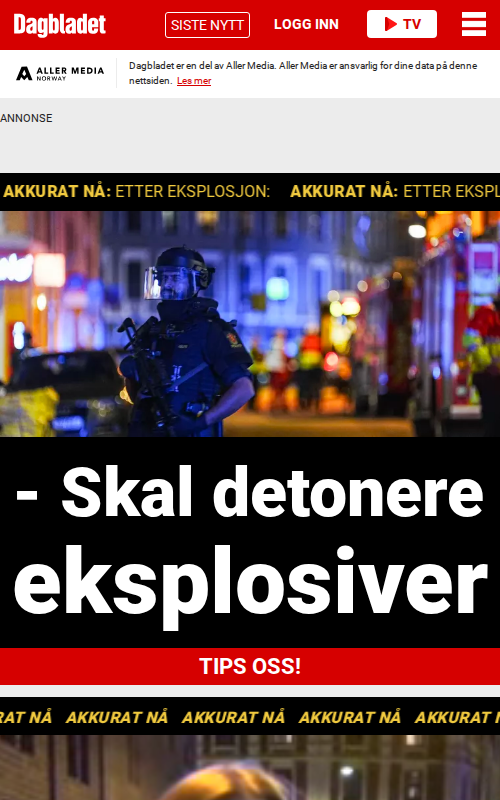 Dagbladet
SISTE NYTT
LOGG INN
TV
ALLER MEDIA
NORWAY
Dagbladet er en del av Aller Media. Aller Media er ansvarlig for dine data på denne
nettsiden. Les mer
ANNONSE
AKKURAT NÅ: ETTER EKSPLOSJON: AKKURAT NÅ: ETTER EKSPL
- Skal detonere
eksplosiver
TIPS OSS!
RAT NÅ AKKURAT NÅ AKKURAT NÅ AKKURAT NÅ AKKURAT N